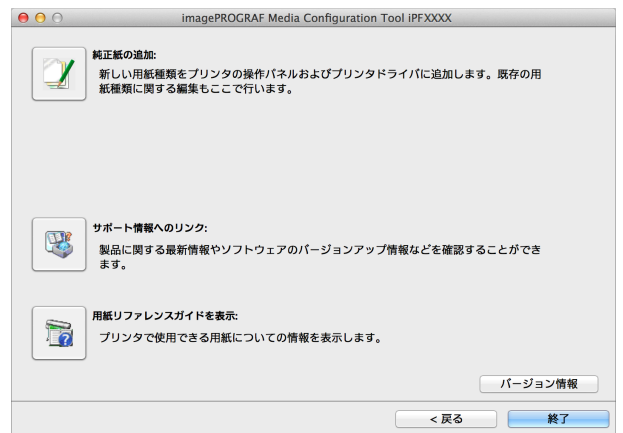 imagePROGRAF Media Configuration Tool iPFXXXX
純正紙の追加:
新しい用紙種類をプリンタの操作パネルおよびプリンタドライバに追加します。既存の用
紙種類に関する編集もここで行います。
サポート情報へのリンク:
製品に関する最新情報やソフトウェアのバージョンアップ情報などを確認することができ
ます。
用紙リファレンスガイドを表示:
プリンタで使用できる用紙についての情報を表示します。
バージョン情報
< 戻る
終了